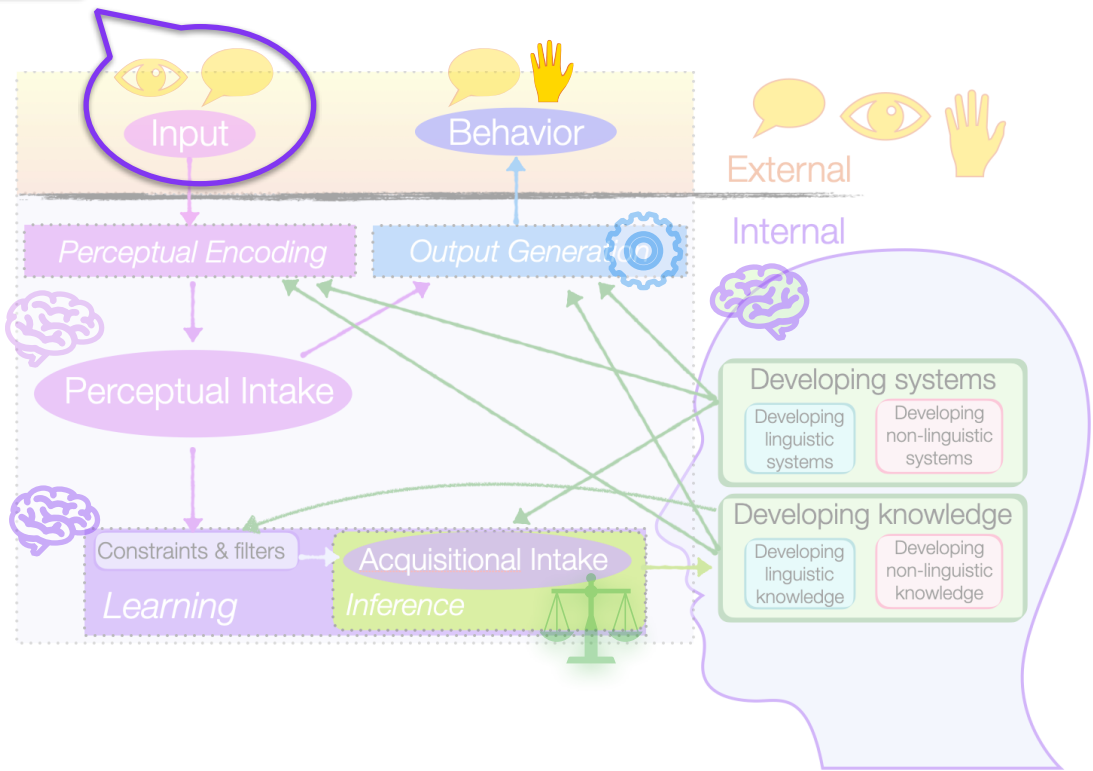 Input
Behavior
External
Internal
Perceptual Encoding
Output Generation
Perceptual Intake
Developing systems
Developing
linguistic
systems
Developing
non-linguistic
systems
Developing knowledge
Developing
linguistic
knowledge
Developing
non-linguistic
knowledge
Constraints & filters
Acquisitional Intake
Learning
Inference